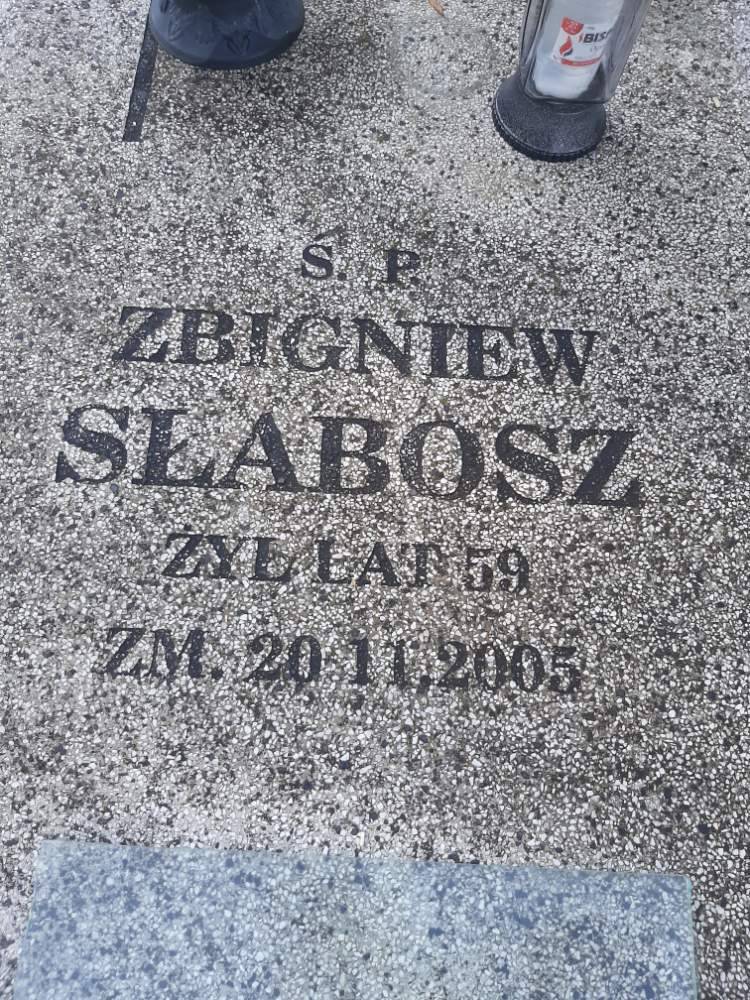 Ś. P.
ZBIGNIEW
SŁABOSZ
ŻYŁ LAT 59
ZM. 20.11.2005